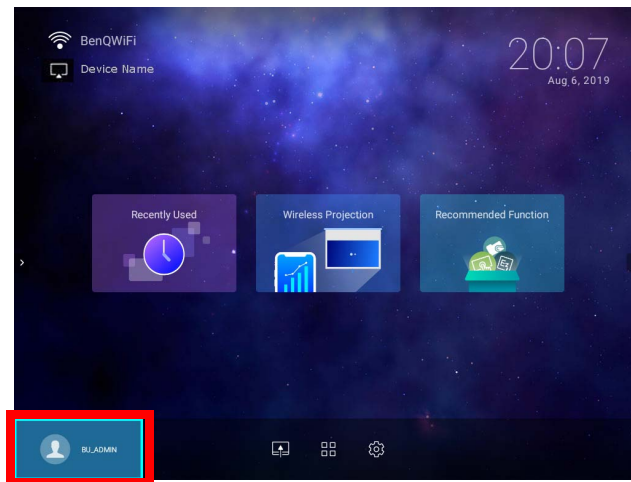 BenQWiFi
Device Name
20:07
Aug 6, 2019
Recently Used
Wireless Projection
Recommended Function
BU_ADMIN